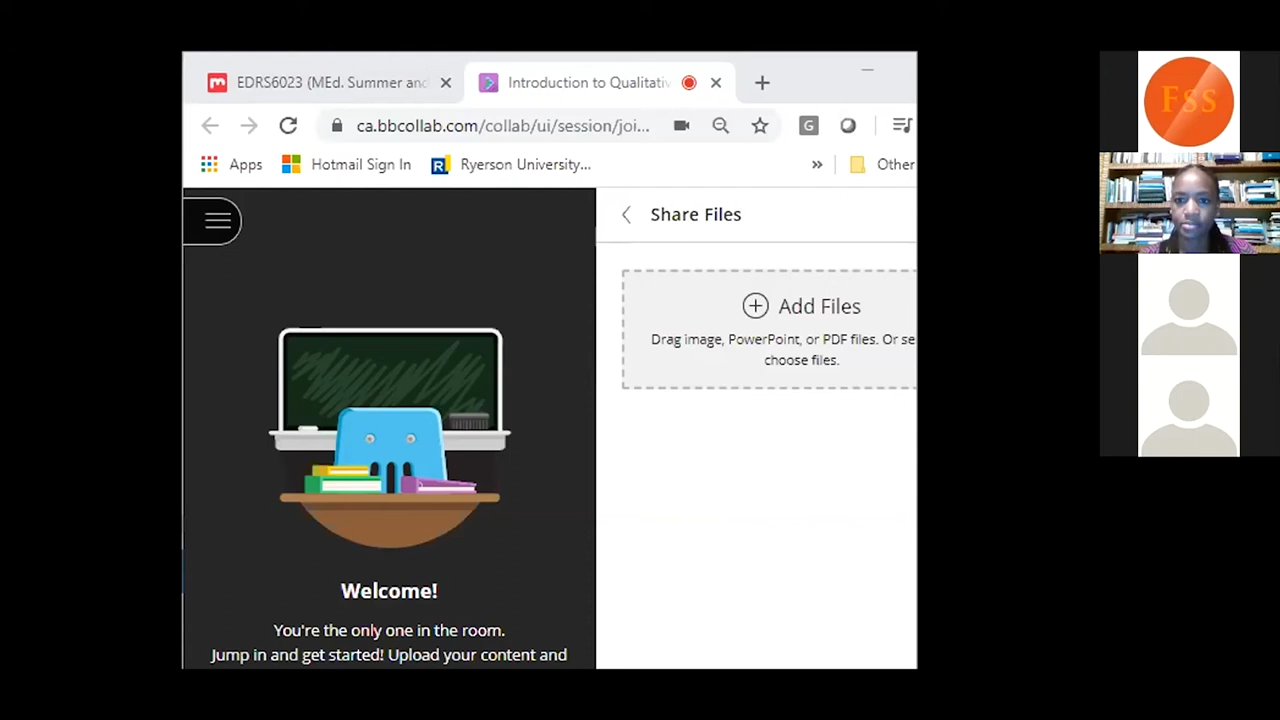 EDRS6023 (MEd. Summer and
Introduction to Qualitativ
ca.bbcollab.com/collab/ui/session/joi...
G
Apps
Hotmail Sign In
R
Ryerson University...
»
Other
Share Files
Add Files
Drag image, PowerPoint, or PDF files. Or se
choose files.
Welcome!
You're the only one in the room.
Jump in and get started! Upload your content and
FSS